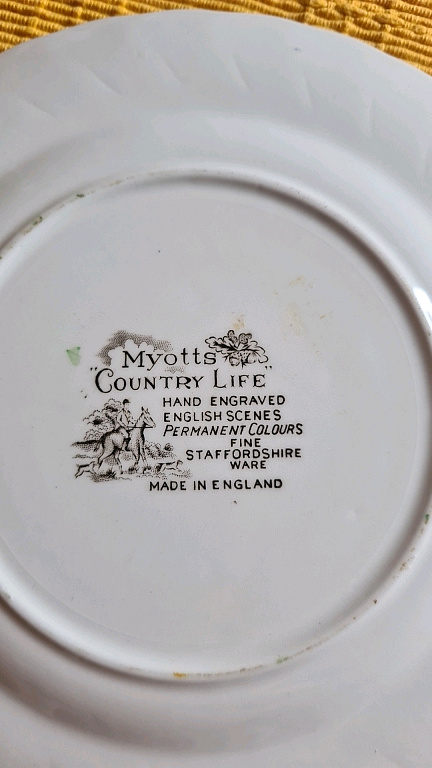 Myotts
"COUNTRY LIFE"
HAND ENGRAVED
ENGLISH SCENES
PERMANENT COLOURS
FINE
STAFFORDSHIRE
WARE
MADE IN ENGLAND